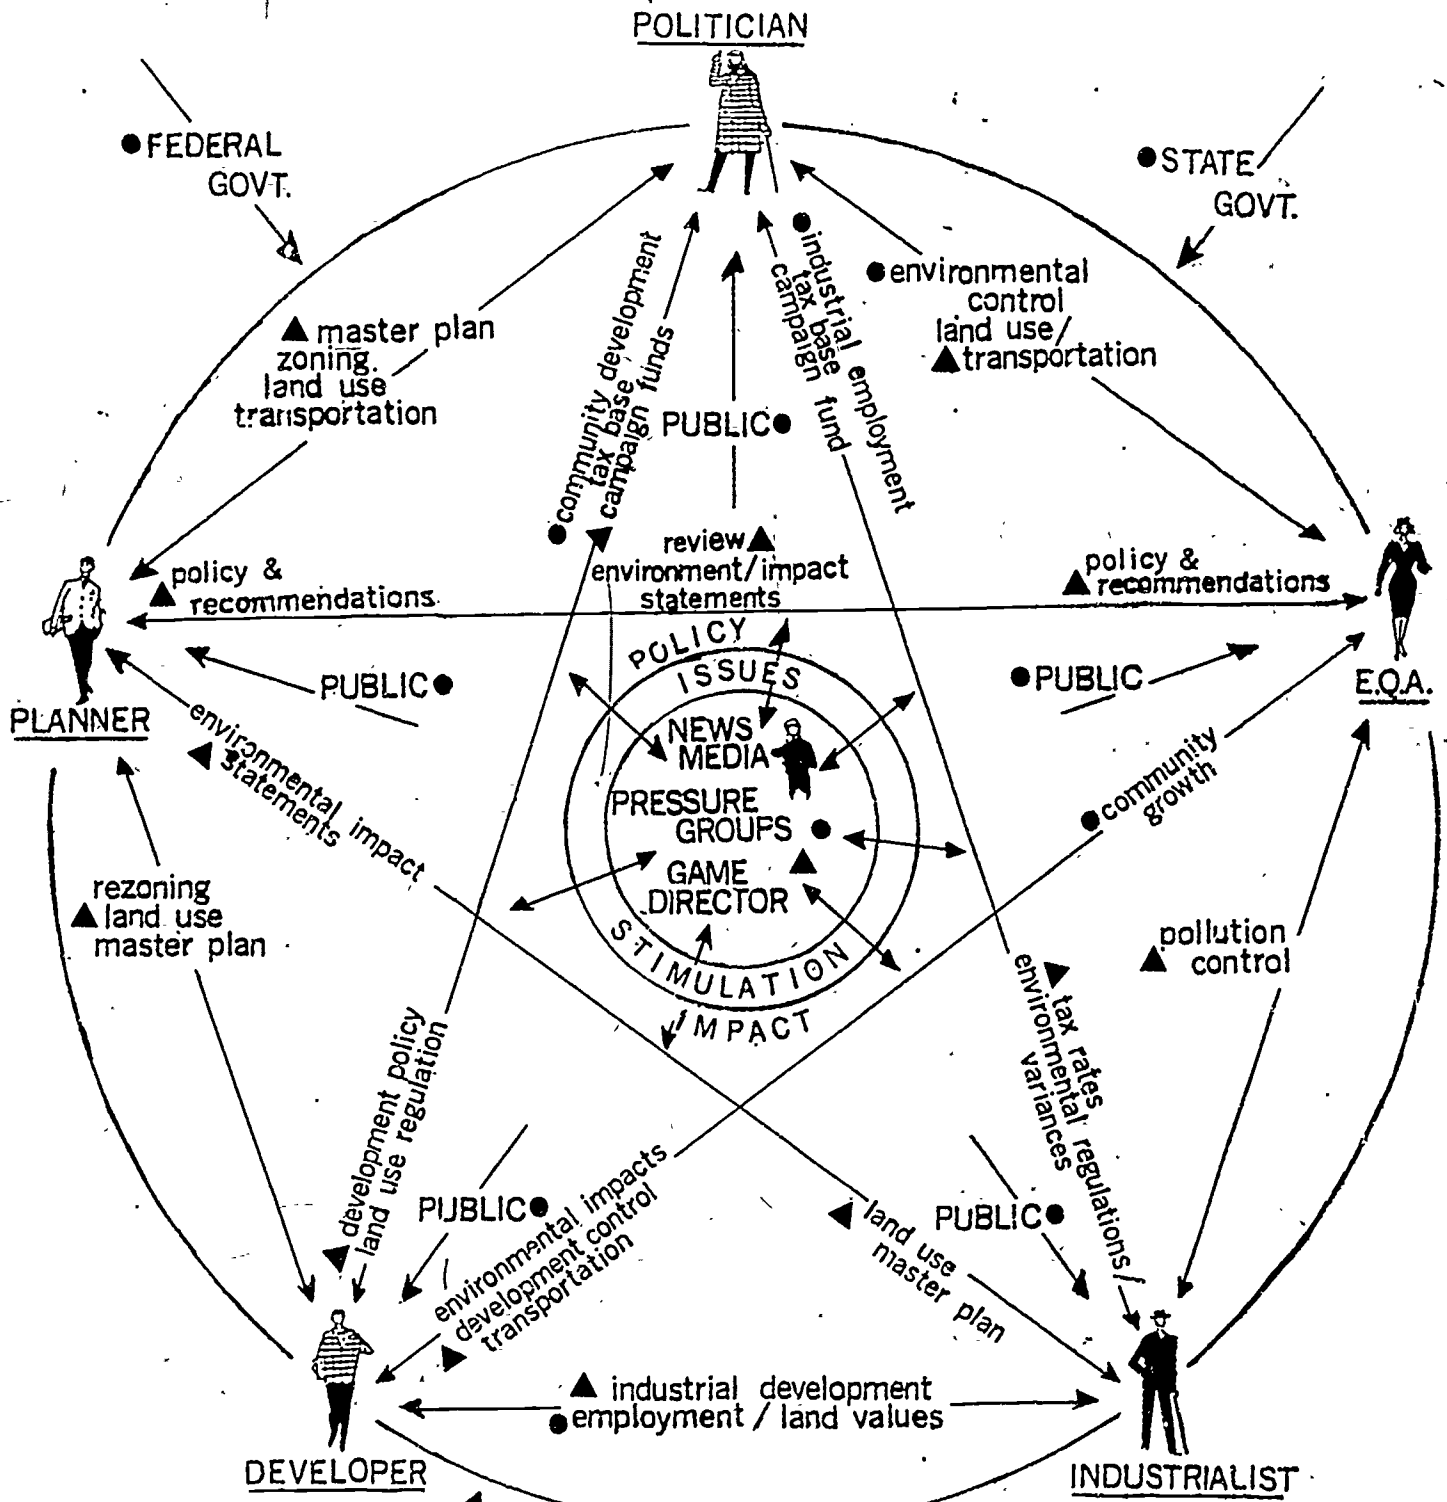 POLITICIAN
● FEDERAL
GOVT.
● STATE
GOVT.
▲ master plan
zoning.
land use
transportation
● community development
tax base
▲ campaign funds
PUBLIC ●
● industrial employment
tax base
campaign fund
● environmental
control
land use/
▲ transportation
review ▲
environment/impact
statements
policy &
▲ recommendations
policy &
▲ recommendations
PLANNER
PUBLIC ●
● PUBLIC
E.Q.A.
POLICY
ISSUES
NEWS
MEDIA
PRESSURE
GROUPS ●
GAME ▲
DIRECTOR
STIMULATION
IMPACT
environmental impact
▲ statements
● community
growth
rezoning
▲ land use
master plan
pollution
▲ control
▲ development policy
land use regulation
▲ tax rates
environmental regulations/
variances
PUBLIC ●
environmental impacts
development control
▲ transportation
▲ land use
master plan
PUBLIC ●
▲ industrial development
● employment / land values
DEVELOPER
INDUSTRIALIST